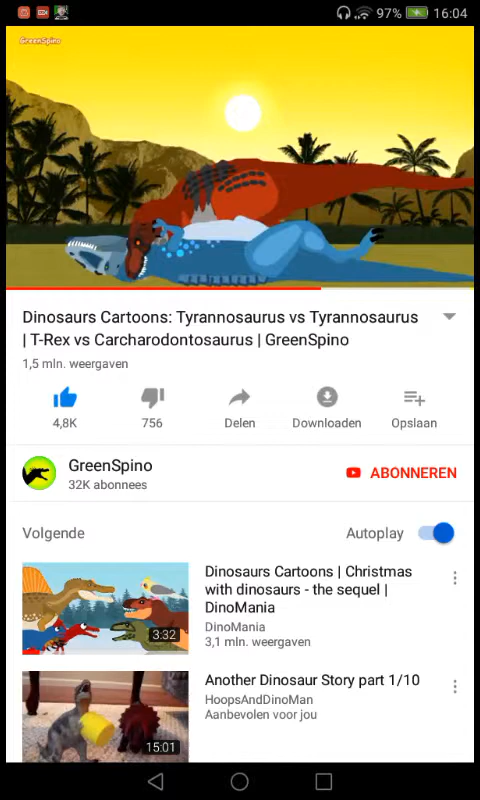 97% 16:04
GreenSpino
Dinosaurs Cartoons: Tyrannosaurus vs Tyrannosaurus
| T-Rex vs Carcharodontosaurus | GreenSpino
1,5 mln. weergaven
4,8K 756 Delen Downloaden Opslaan
GreenSpino
32K abonnees
ABONNEREN
Volgende Autoplay
Dinosaurs Cartoons | Christmas
with dinosaurs - the sequel |
DinoMania
DinoMania
3,1 mln. weergaven
3:32
Another Dinosaur Story part 1/10
HoopsAndDinoMan
Aanbevolen voor jou
15:01